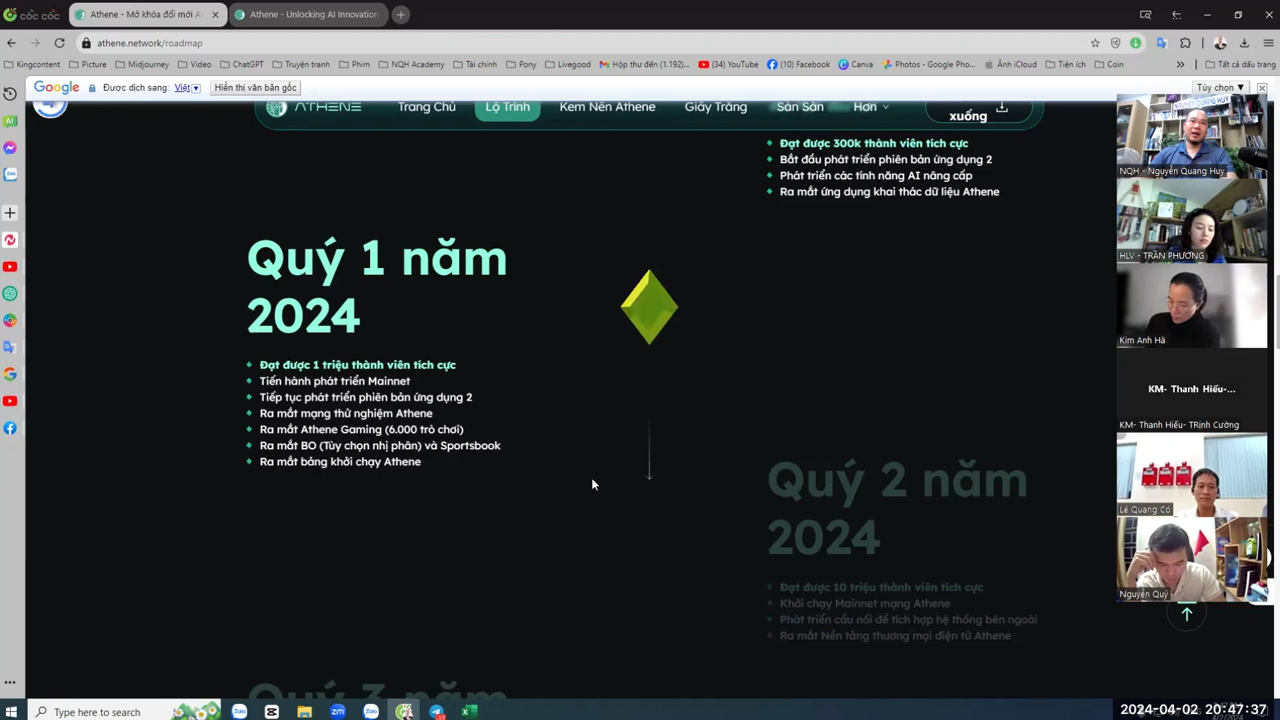 cốc cốc
Athene - Mở khóa đổi mới A
Athene - Unlocking AI Innovation
athene.network/roadmap
Kingcontent
Picture
Midjourney
Video
ChatGPT
Truyện tranh
Phim
NQH Academy
Tài chính
Pony
Livegood
Hộp thư đến (1.192)...
(34) YouTube
(10) Facebook
Canva
Photos - Google Pho...
Ảnh iCloud
Tiện ích
Coin
Tất cả dấu trang
Google
Được dịch sang: Việt
Hiển thị văn bản gốc
Tùy chọn ▼
ATHENE
Trang Chủ
Lộ Trình
Kem Nền Athene
Giấy Trắng
Sàn Sân
Hơn
xuống
Đạt được 300k thành viên tích cực
Bắt đầu phát triển phiên bản ứng dụng 2
Phát triển các tính năng AI nâng cấp
Ra mắt ứng dụng khai thác dữ liệu Athene
Quý 1 năm
2024
Đạt được 1 triệu thành viên tích cực
Tiến hành phát triển Mainnet
Tiếp tục phát triển phiên bản ứng dụng 2
Ra mắt mạng thử nghiệm Athene
Ra mắt Athene Gaming (6.000 trò chơi)
Ra mắt BO (Tùy chọn nhị phân) và Sportsbook
Ra mắt bảng khởi chạy Athene
Quý 2 năm
2024
Đạt được 10 triệu thành viên tích cực
Khởi chạy Mainnet mạng Athene
Phát triển cầu nối để tích hợp hệ thống bên ngoài
Ra mắt Nền tảng thương mại điện tử Athene
Quý 3 năm
NGUYỄN QUANG HUY
NQH - Nguyễn Quang Huy
HLV - TRẦN PHƯƠNG
Kim Anh Hà
KM- Thanh Hiếu-...
KM- Thanh Hiếu- TRịnh Cường
Lê Quang Có
Nguyễn Quý
Type here to search
2024-04-02 20:47:37